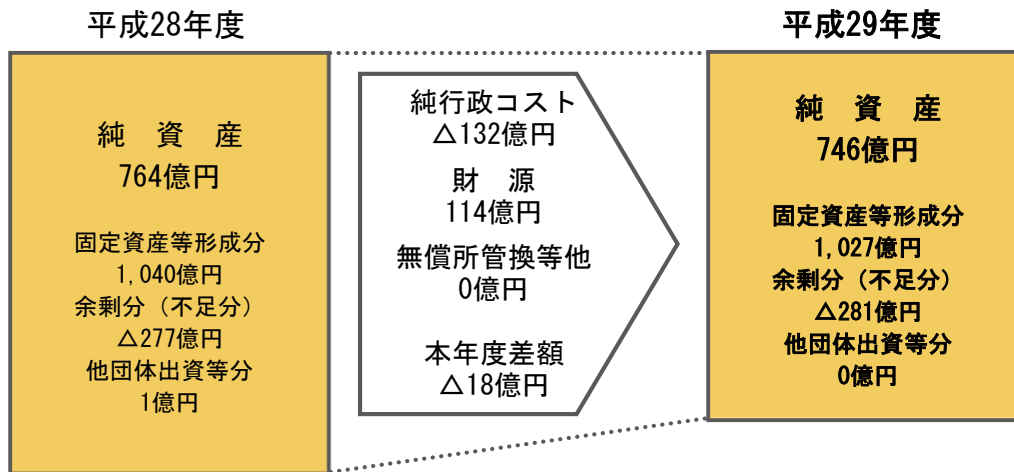 平成28年度
純　資　産
764億円
固定資産等形成分
1,040億円
余剰分（不足分）
△277億円
他団体出資等分
1億円
純行政コスト
△132億円
財　源
114億円
無償所管換等他
0億円
本年度差額
△18億円
平成29年度
純　資　産
746億円
固定資産等形成分
1,027億円
余剰分（不足分）
△281億円
他団体出資等分
0億円